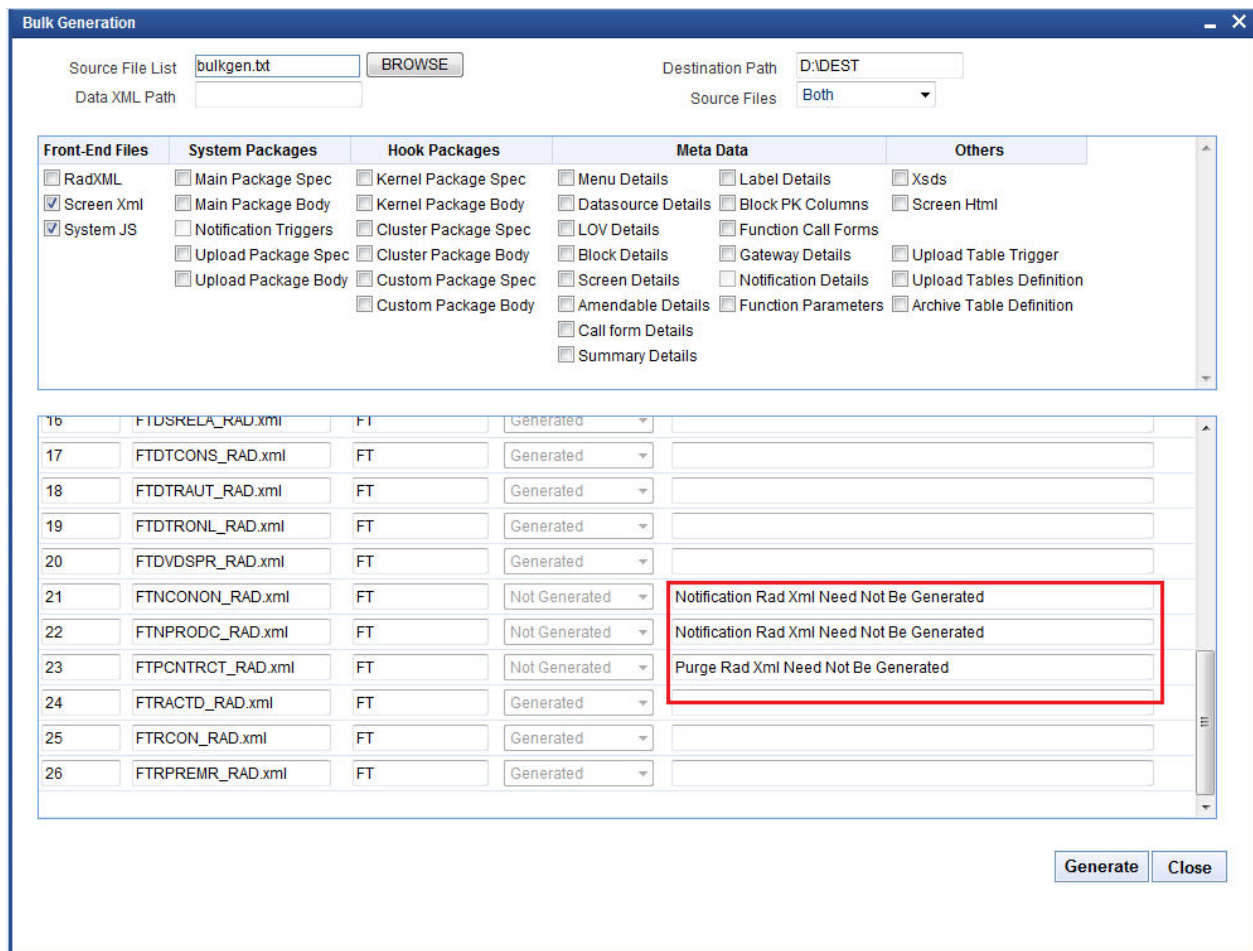 Bulk Generation
Source File List bulkgen.txt BROWSE Destination Path D:\DEST
Data XML Path Source Files Both
Front-End Files System Packages Hook Packages Meta Data Others
RadXML Main Package Spec Kernel Package Spec Menu Details Label Details Xsds
Screen Xml Main Package Body Kernel Package Body Datasource Details Block PK Columns Screen Html
System JS Notification Triggers Cluster Package Spec LOV Details Function Call Forms
Upload Package Spec Cluster Package Body Block Details Gateway Details Upload Table Trigger
Upload Package Body Custom Package Spec Screen Details Notification Details Upload Tables Definition
Custom Package Body Amendable Details Function Parameters Archive Table Definition
Call form Details
Summary Details
16 FTDSRELA_RAD.xml FT Generated
17 FTDTCONS_RAD.xml FT Generated
18 FTDTRAUT_RAD.xml FT Generated
19 FTDTRONL_RAD.xml FT Generated
20 FTDVDSPR_RAD.xml FT Generated
21 FTNCONON_RAD.xml FT Not Generated Notification Rad Xml Need Not Be Generated
22 FTNPRODC_RAD.xml FT Not Generated Notification Rad Xml Need Not Be Generated
23 FTPCNTRCT_RAD.xml FT Not Generated Purge Rad Xml Need Not Be Generated
24 FTRACTD_RAD.xml FT Generated
25 FTRCON_RAD.xml FT Generated
26 FTRPREMR_RAD.xml FT Generated
Generate Close